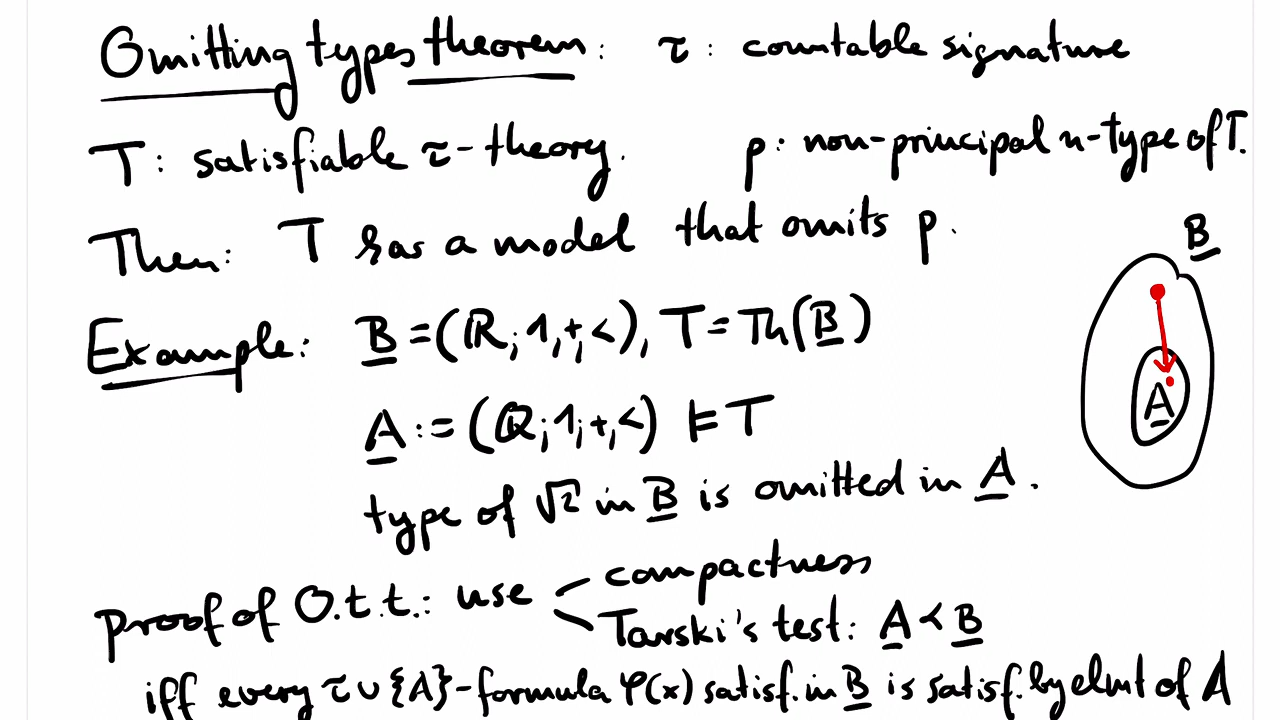 Omitting types theorem: τ: countable signature
T: satisfiable τ-theory. p: non-principal n-type of T.
Then: T has a model that omits p.
B
Example: B=(ℝ;1,+,<), T=Th(B)
A:=(ℚ;1,+,<) ⊨T
A
type of √2 in B is omitted in A.
Proof of O.t.t.: use < compactness
Tarski's test: A≺B
iff every τ∪{A}-formula φ(x) satisf. in B is satisf. by elmt of A